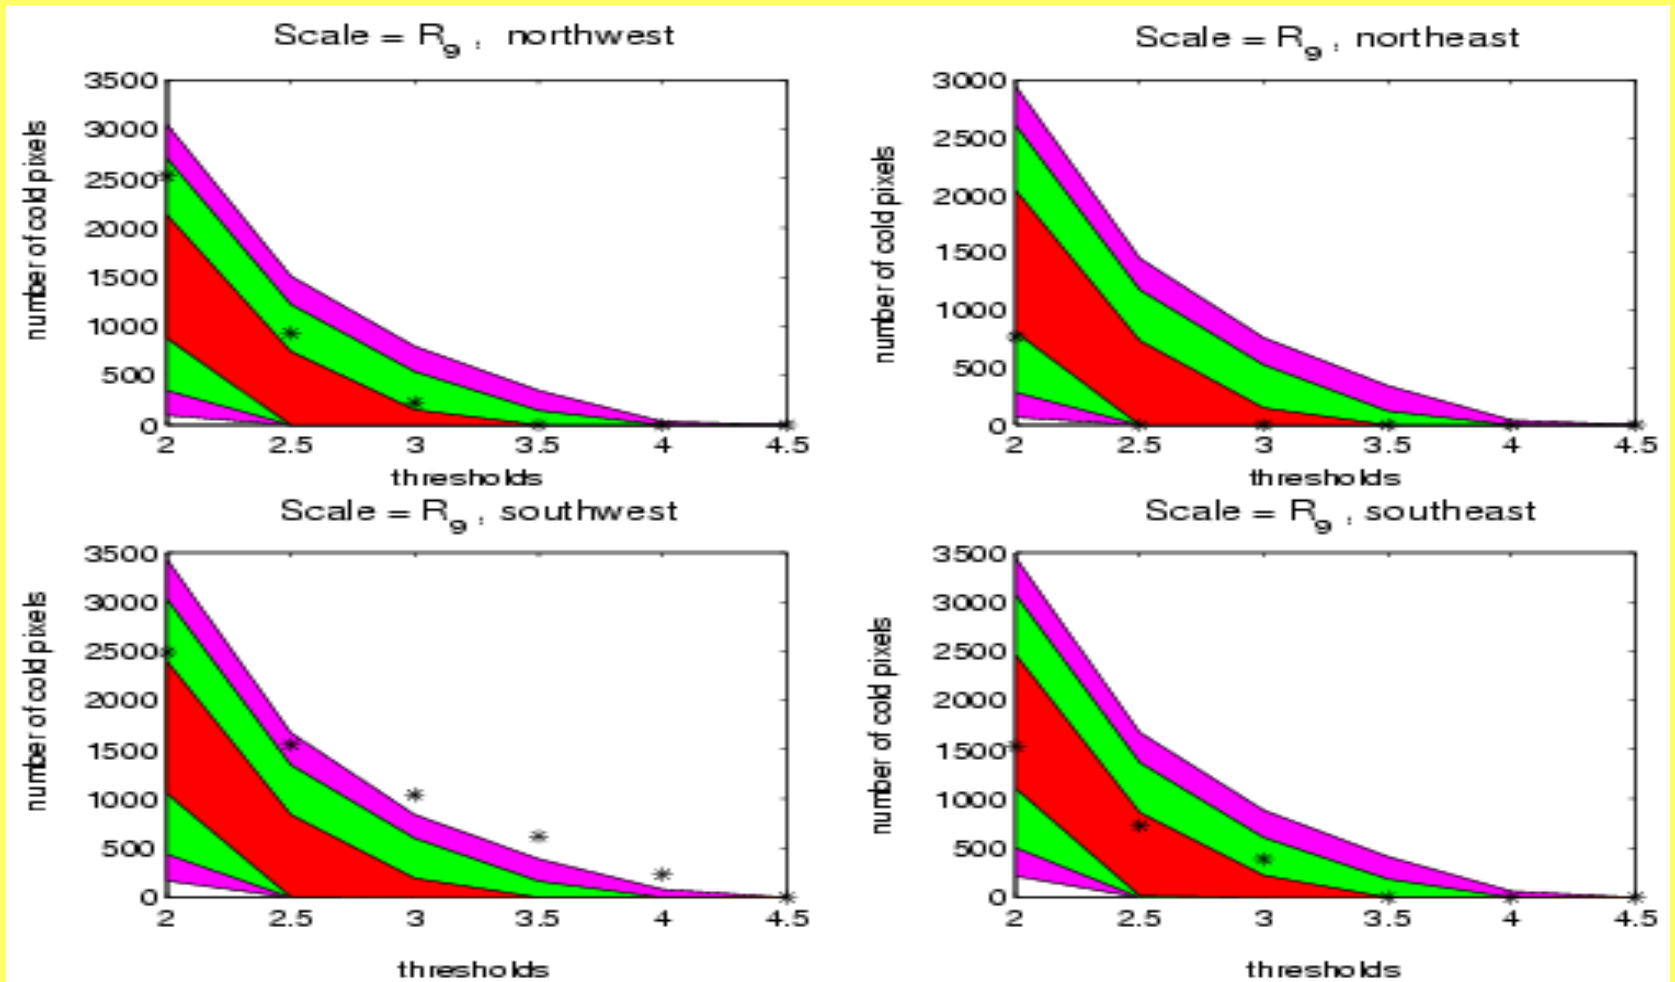 Scale = R9 , northwest
number of cold pixels
3500
3000
2500
2000
1500
1000
500
0
2 2.5 3 3.5 4 4.5
thresholds
Scale = R9 , northeast
number of cold pixels
3000
2500
2000
1500
1000
500
0
2 2.5 3 3.5 4 4.5
thresholds
Scale = R9 , southwest
number of cold pixels
3500
3000
2500
2000
1500
1000
500
0
2 2.5 3 3.5 4 4.5
thresholds
Scale = R9 , southeast
number of cold pixels
3500
3000
2500
2000
1500
1000
500
0
2 2.5 3 3.5 4 4.5
thresholds